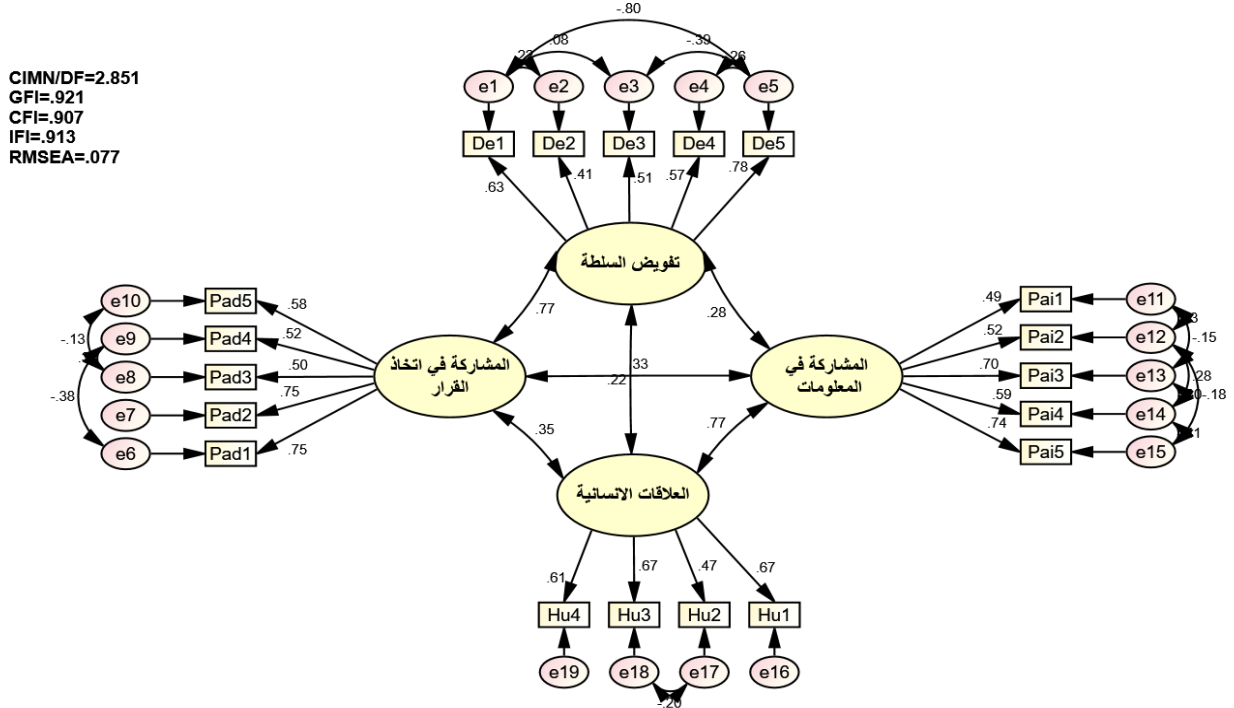 CIMN/DF=2.851
GFI=.921
CFI=.907
IFI=.913
RMSEA=.077
-.80
.08
-.39
e1
e2
e3
e4
e5
De1
De2
De3
De4
De5
.63
.41
.51
.57
.78
تفويض السلطة
.77
.28
e10
Pad5
.58
e9
Pad4
.52
-.13
e8
Pad3
.50
-.38
e7
Pad2
.75
e6
Pad1
.75
المشاركة في اتخاذ
القرار
.22
المشاركة في
المعلومات
.49
Pai1
e11
.52
Pai2
e12
-.15
.70
Pai3
e13
.28
.59
Pai4
e14
-.18
.74
Pai5
e15
.35
.77
العلاقات الانسانية
.61
.67
.47
.67
Hu4
Hu3
Hu2
Hu1
e19
e18
e17
e16
-.20